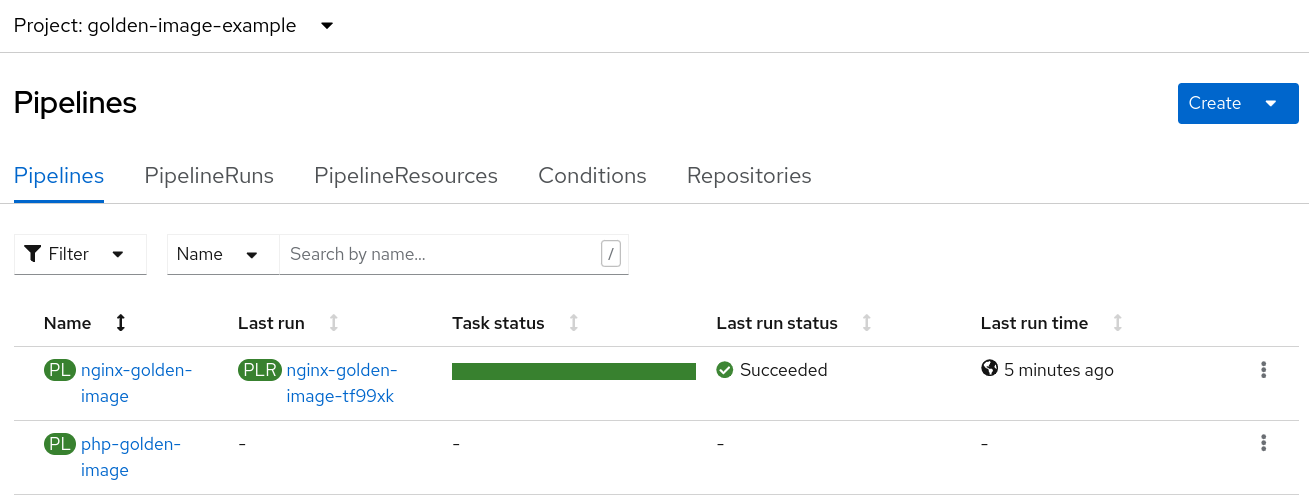 Project: golden-image-example
Pipelines
Create
Pipelines PipelineRuns PipelineResources Conditions Repositories
Filter Name Search by name... /
Name Last run Task status Last run status Last run time
PL nginx-golden- PLR nginx-golden- Succeeded 5 minutes ago
image image-tf99xk
PL php-golden- - - - -
image